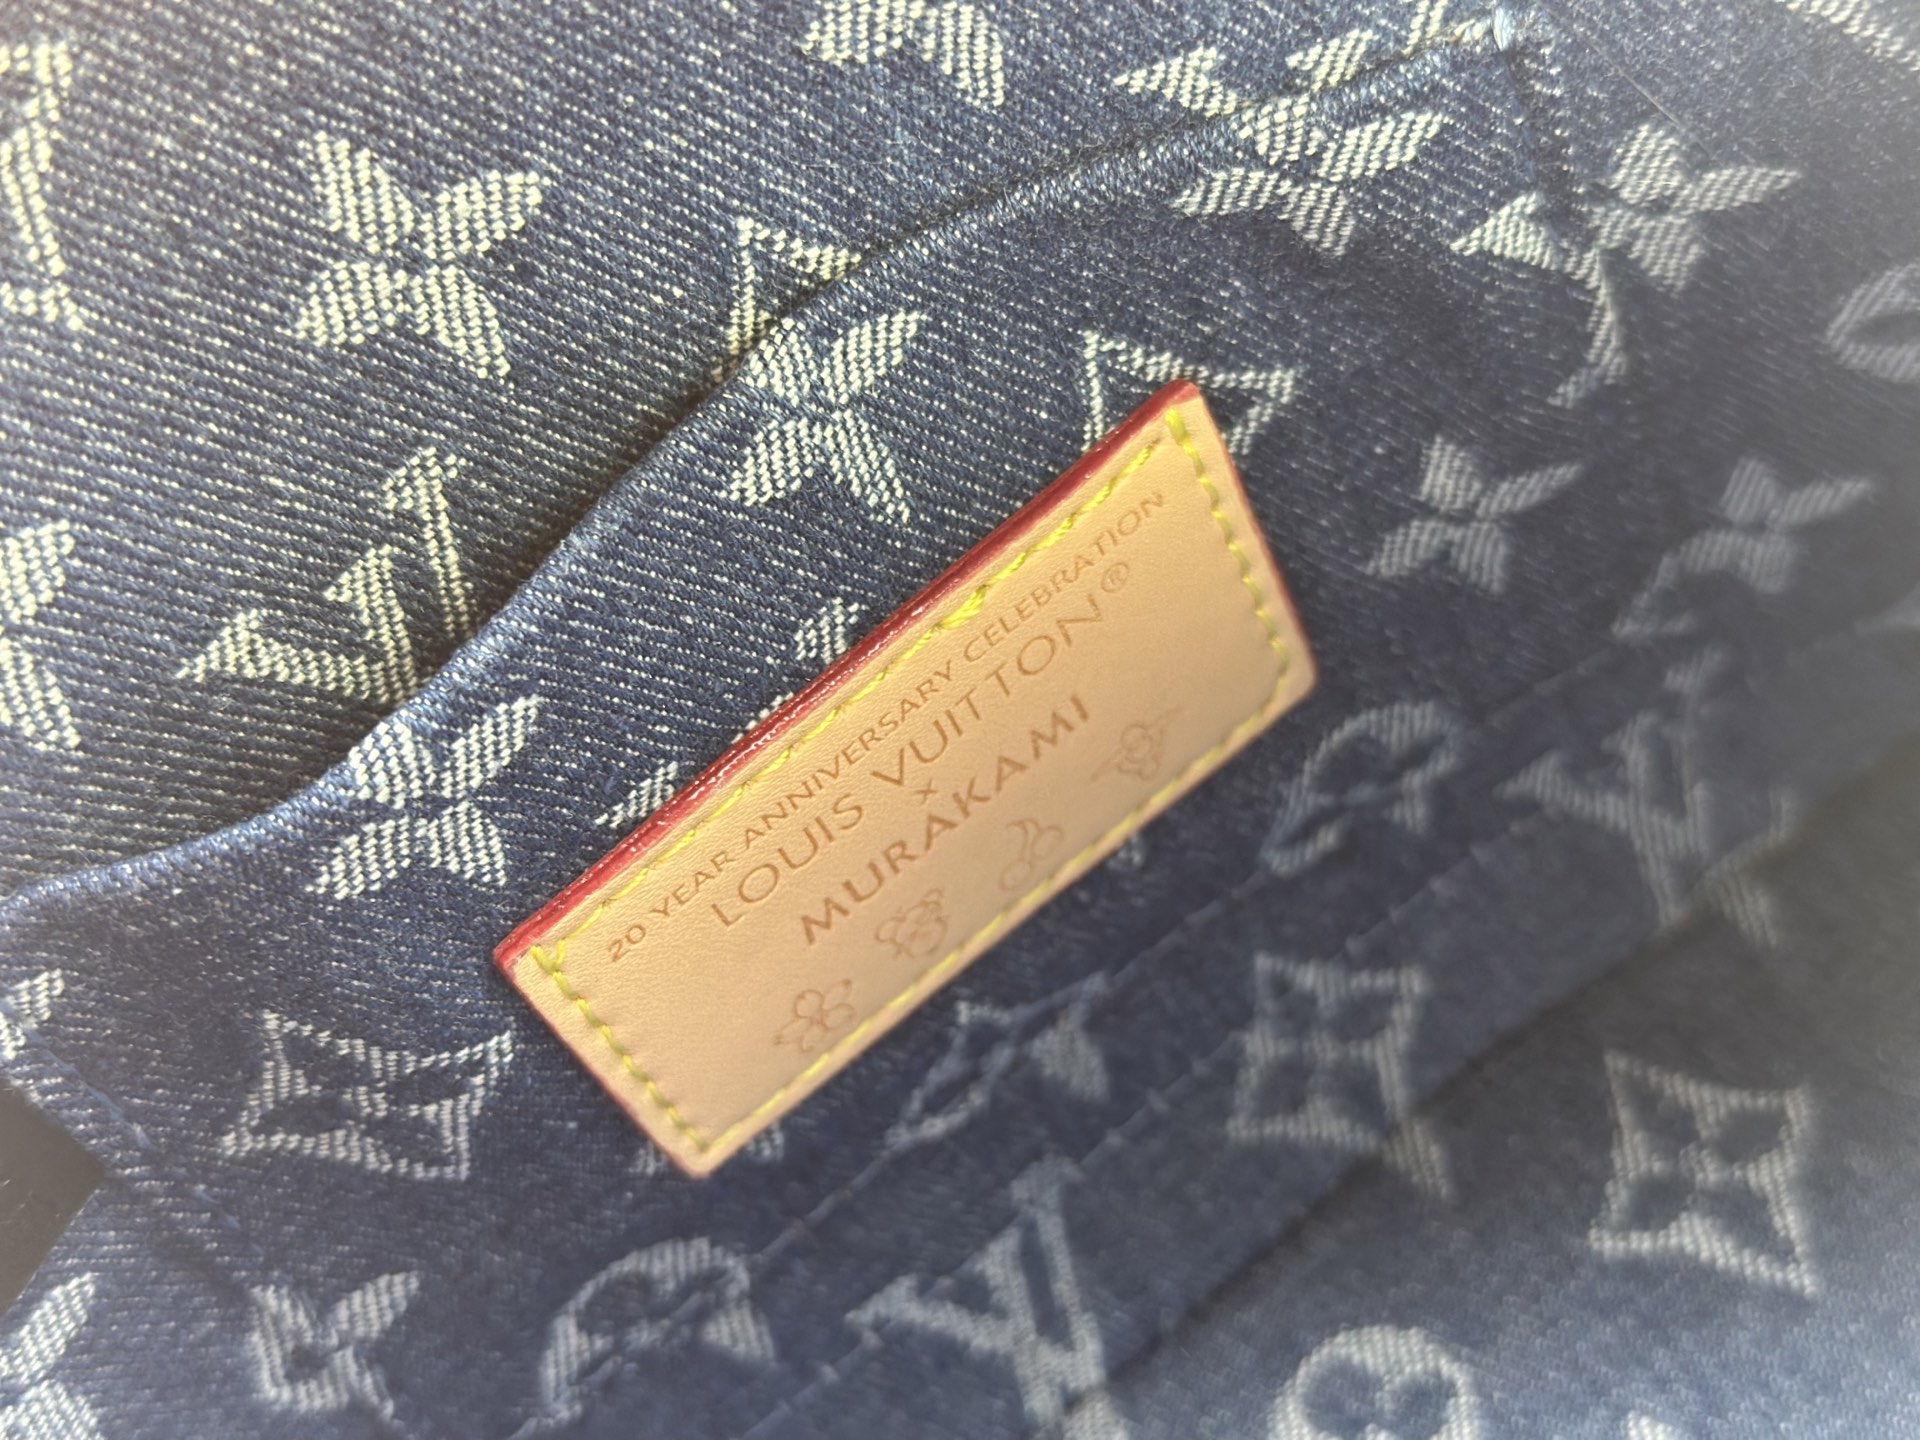 20 YEAR ANNIVERSARY CELEBRATION
LOUIS VUITTON®
×
MURAKAMI